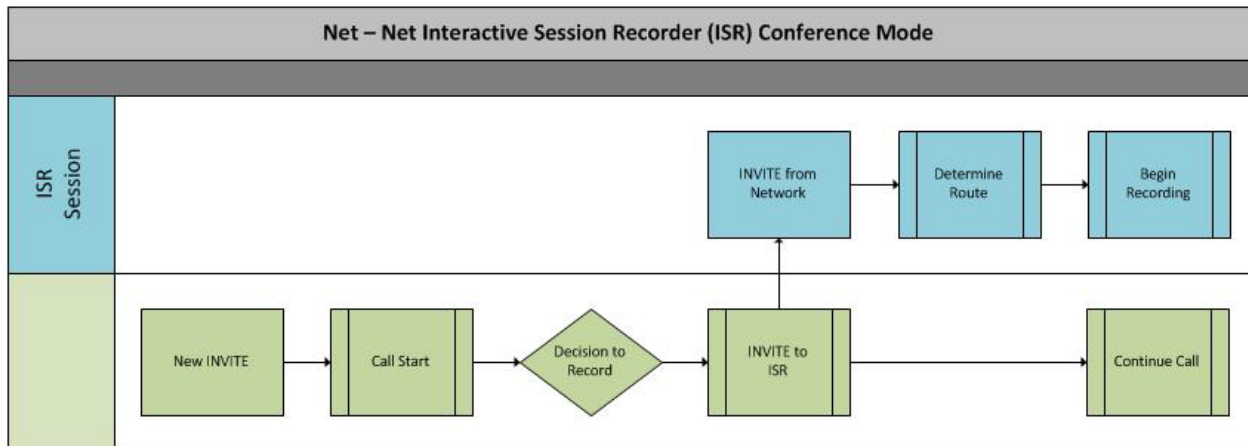 Net – Net Interactive Session Recorder (ISR) Conference Mode
ISR
Session
INVITE from
Network
Determine
Route
Begin
Recording
New INVITE
Call Start
Decision to
Record
INVITE to
ISR
Continue Call